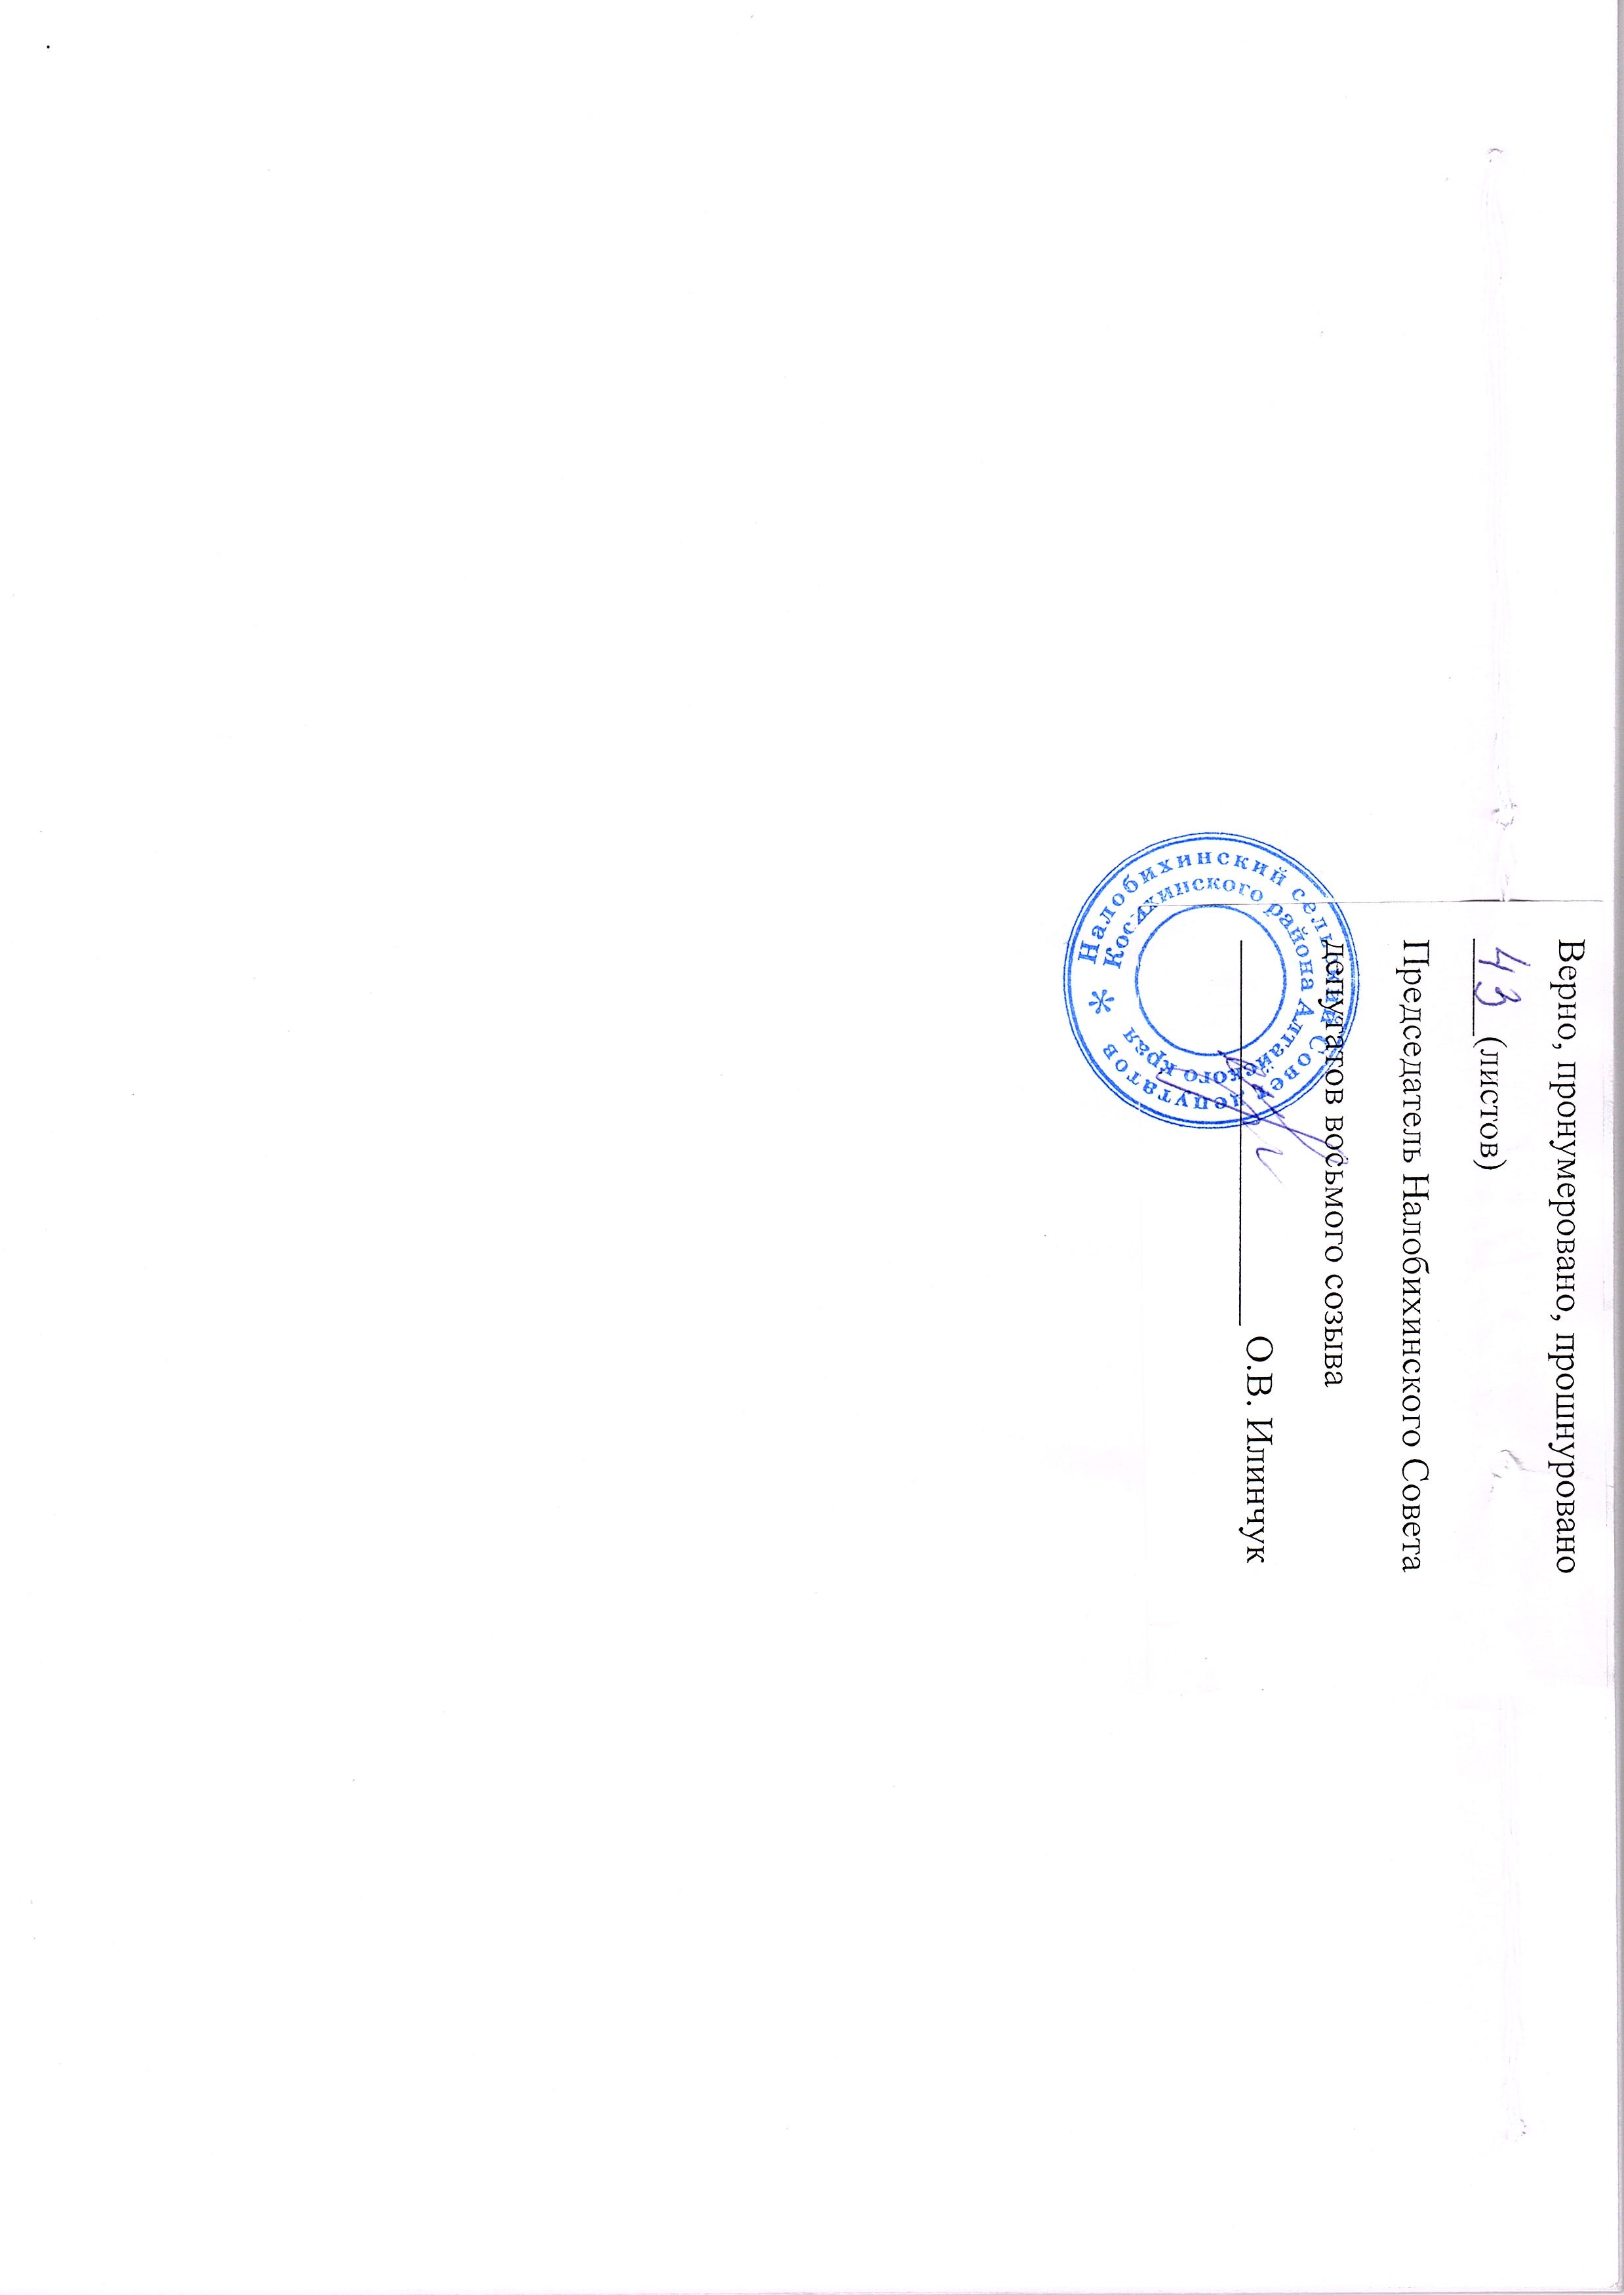 Верно, пронумеровано, прошнуровано
43 (листов)
Председатель Налобихинского Совета
депутатов восьмого созыва
О.В. Илинчук
Налобихинский сельский Совет депутатов
Косихинского района Алтайского края